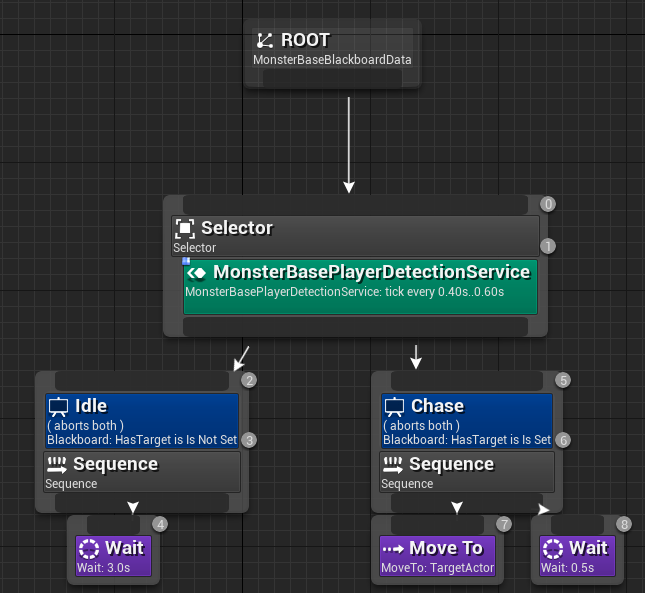 ROOT
MonsterBaseBlackboardData
0
Selector
Selector
1
MonsterBasePlayerDetectionService
MonsterBasePlayerDetectionService: tick every 0.40s..0.60s
2
Idle
( aborts both )
Blackboard: HasTarget is Is Not Set
3
Sequence
Sequence
5
Chase
( aborts both )
Blackboard: HasTarget is Is Set
6
Sequence
Sequence
4
Wait
Wait: 3.0s
7
Move To
MoveTo: TargetActor
8
Wait
Wait: 0.5s